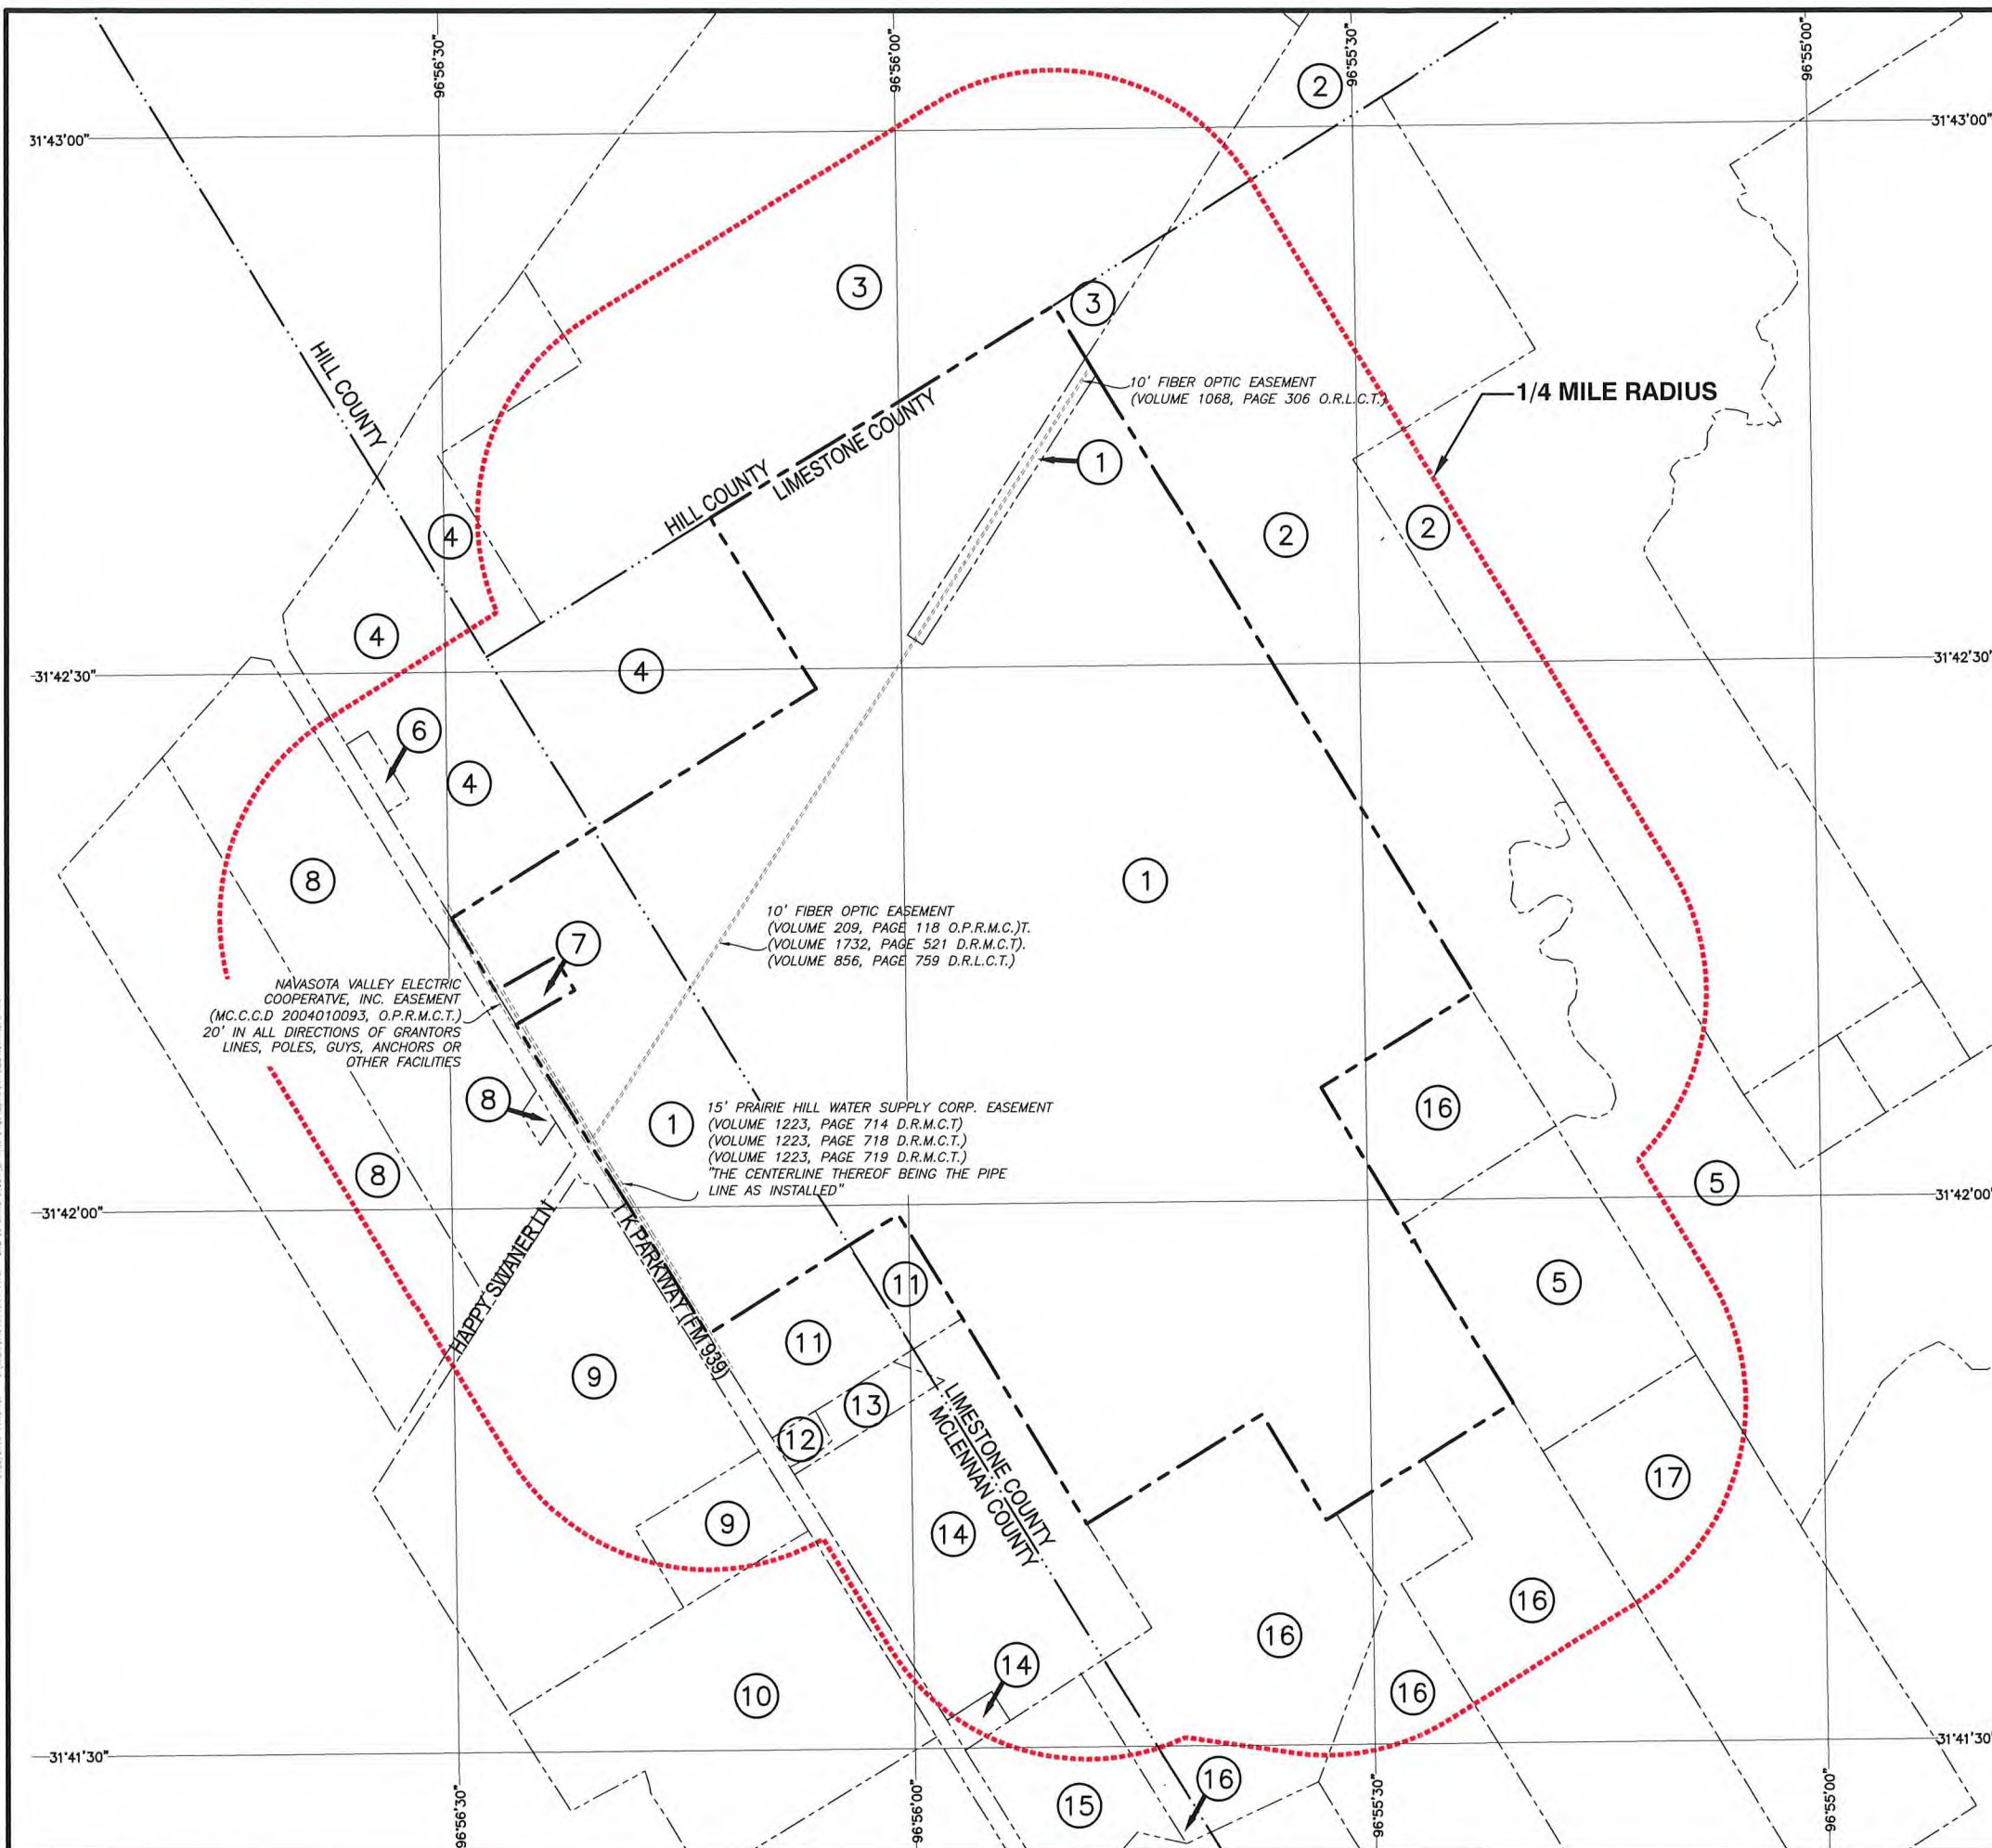 96°56'30"
96°56'00"
96°55'30"
96°55'00"
2
31°43'00"
31°43'00"
3
3
HILL COUNTY
10' FIBER OPTIC EASEMENT
(VOLUME 1068, PAGE 306 O.R.L.C.T.)
1/4 MILE RADIUS
HILL COUNTY
LIMESTONE COUNTY
1
4
2
2
4
4
31°42'30"
31°42'30"
6
4
8
1
10' FIBER OPTIC EASEMENT
(VOLUME 209, PAGE 118 O.P.R.M.C.)T.
(VOLUME 1732, PAGE 521 D.R.M.C.T).
(VOLUME 856, PAGE 759 D.R.L.C.T.)
7
NAVASOTA VALLEY ELECTRIC
COOPERATVE, INC. EASEMENT
(MC.C.C.D 2004010093, O.P.R.M.C.T.)
20' IN ALL DIRECTIONS OF GRANTORS
LINES, POLES, GUYS, ANCHORS OR
OTHER FACILITIES
8
1
15' PRAIRIE HILL WATER SUPPLY CORP. EASEMENT
(VOLUME 1223, PAGE 714 D.R.M.C.T)
(VOLUME 1223, PAGE 718 D.R.M.C.T.)
(VOLUME 1223, PAGE 719 D.R.M.C.T.)
"THE CENTERLINE THEREOF BEING THE PIPE
LINE AS INSTALLED"
16
8
5
31°42'00"
31°42'00"
HAPPY SWANER LN
T K PARKWAY (FM 939)
11
5
11
9
13
12
LIMESTONE COUNTY
MCLENNAN COUNTY
17
9
14
16
16
14
10
16
31°41'30"
31°41'30"
16
15
96°56'30"
96°56'00"
96°55'30"
96°55'00"